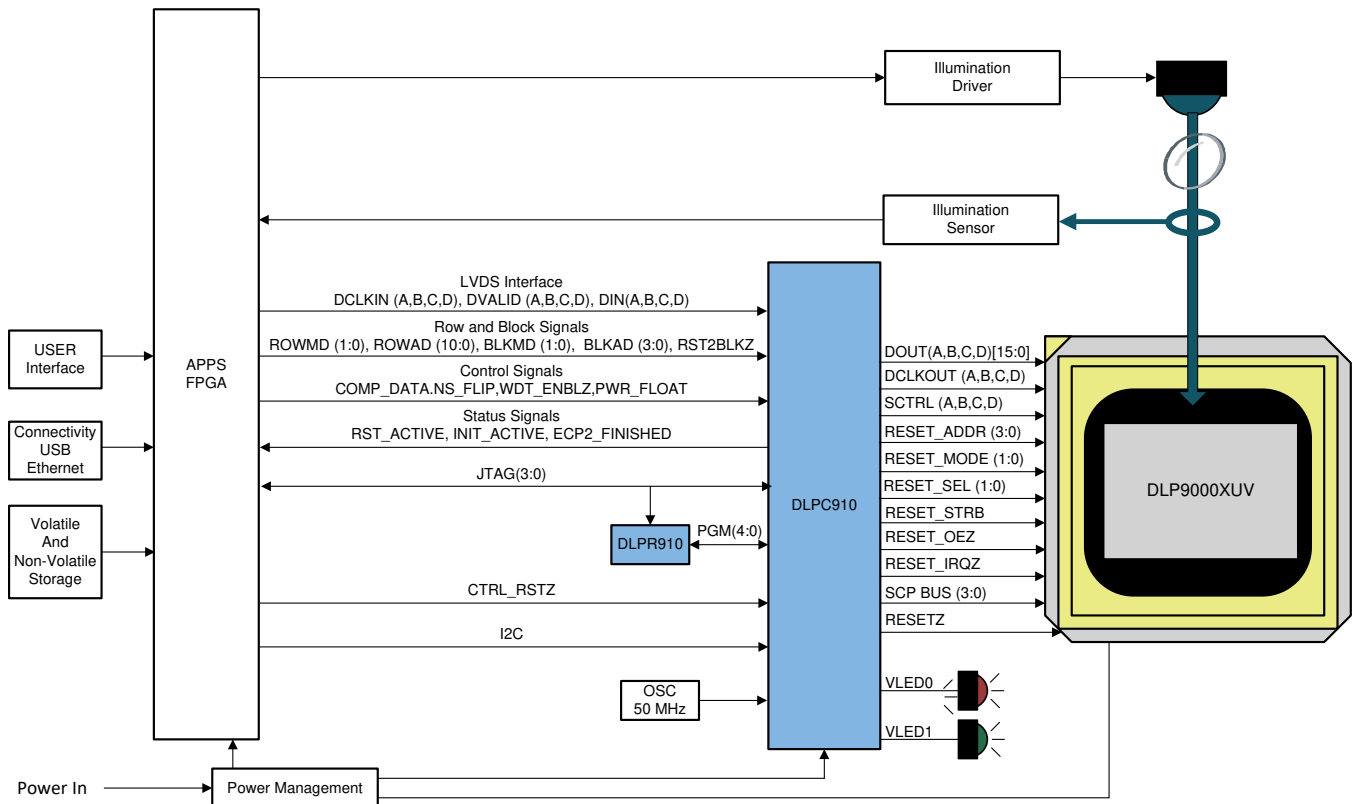 Illumination
Driver
Illumination
Sensor
LVDS Interface
DCLKIN (A,B,C,D), DVALID (A,B,C,D), DIN(A,B,C,D)
Row and Block Signals
ROWMD (1:0), ROWAD (10:0), BLKMD (1:0), BLKAD (3:0), RST2BLKZ
Control Signals
COMP_DATA.NS_FLIP,WDT_ENBLZ,PWR_FLOAT
Status Signals
RST_ACTIVE, INIT_ACTIVE, ECP2_FINISHED
JTAG(3:0)
PGM(4:0)
DLPR910
CTRL_RSTZ
I2C
OSC
50 MHz
USER
Interface
Connectivity
USB
Ethernet
Volatile
And
Non-Volatile
Storage
APPS
FPGA
DLPC910
DOUT(A,B,C,D)[15:0]
DCLKOUT (A,B,C,D)
SCTRL (A,B,C,D)
RESET_ADDR (3:0)
RESET_MODE (1:0)
RESET_SEL (1:0)
RESET_STRB
RESET_OEZ
RESET_IRQZ
SCP BUS (3:0)
RESETZ
VLED0
VLED1
DLP9000XUV
Power In
Power Management